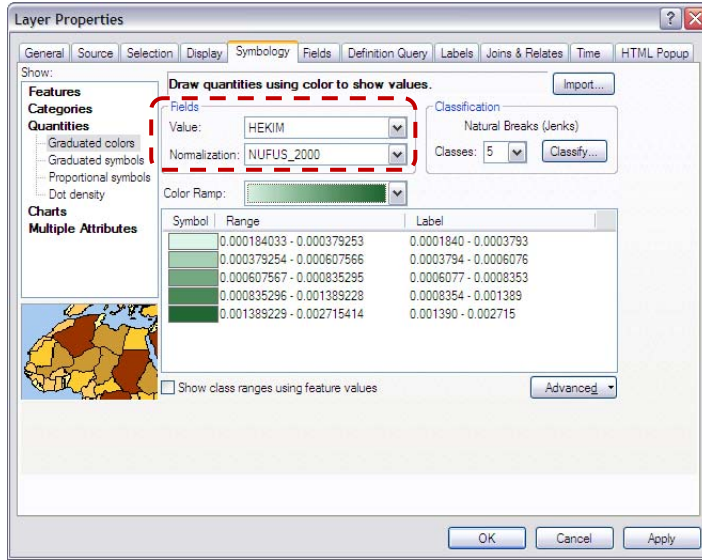 Layer Properties
General Source Selection Display Symbology Fields Definition Query Labels Joins & Relates Time HTML Popup
Show:
Features
Categories
Quantities
Graduated colors
Graduated symbols
Proportional symbols
Dot density
Charts
Multiple Attributes
Draw quantities using color to show values.
Import...
Fields
Value: HEKIM
Normalization: NUFUS_2000
Classification
Natural Breaks (Jenks)
Classes: 5 Classify...
Color Ramp:
Symbol Range Label
0.000184033 - 0.000379253 0.0001840 - 0.0003793
0.000379254 - 0.000607566 0.0003794 - 0.0006076
0.000607567 - 0.000835295 0.0006077 - 0.0008353
0.000835296 - 0.001389228 0.0008354 - 0.001389
0.001389229 - 0.002715414 0.001390 - 0.002715
Show class ranges using feature values
Advanced
OK Cancel Apply